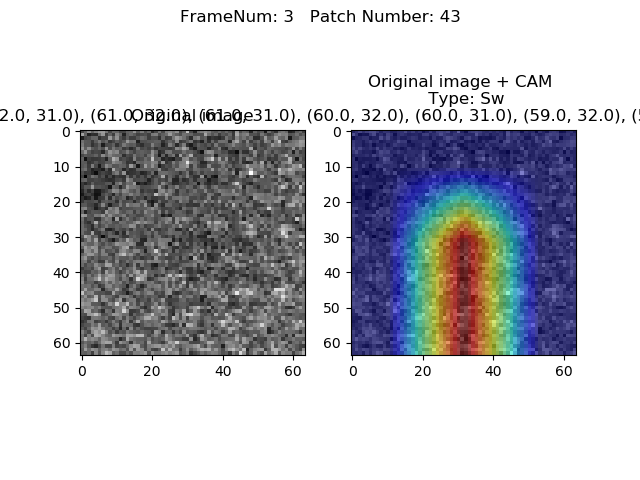 FrameNum: 3   Patch Number: 43
Original image + CAM
Type: Sw
2.0, 31.0), (61.0, 32.0), (61.0, 31.0), (60.0, 32.0), (60.0, 31.0), (59.0, 32.0), (5
Original image
0
10
20
30
40
50
60
0 20 40 60
0
10
20
30
40
50
60
0 20 40 60